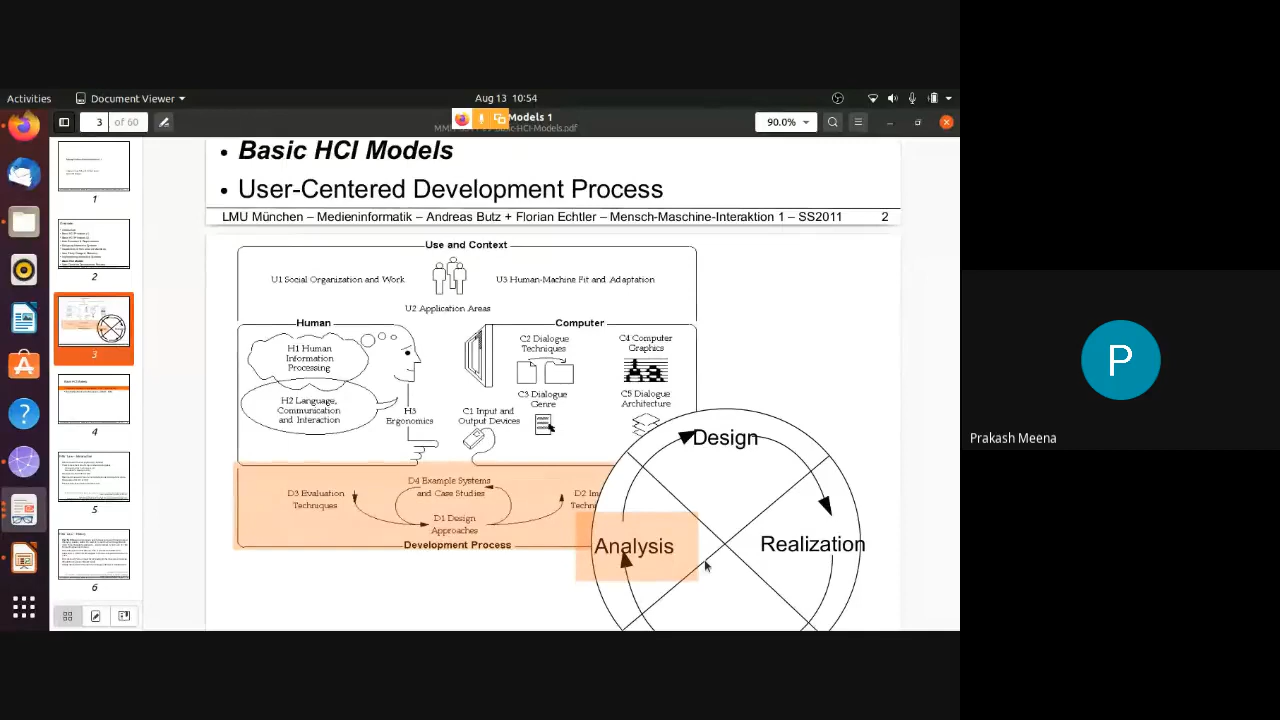 Activities
Document Viewer
Aug 13 10:54
3
of 60
Models 1
90.0%
1
2
3
4
5
6
Basic HCI Models
User-Centered Development Process
LMU München – Medieninformatik – Andreas Butz + Florian Echtler – Mensch-Maschine-Interaktion 1 – SS2011 2
Use and Context
U1 Social Organization and Work
U3 Human-Machine Fit and Adaptation
U2 Application Areas
Human
Computer
H1 Human
Information
Processing
H2 Language,
Communication
and Interaction
H3
Ergonomics
C2 Dialogue
Techniques
C4 Computer
Graphics
C3 Dialogue
Genre
C5 Dialogue
Architecture
C1 Input and
Output Devices
D4 Example Systems
and Case Studies
D3 Evaluation
Techniques
D2 Im
Techn
D1 Design
Approaches
Development Process
Design
Analysis
Realization
P
Prakash Meena